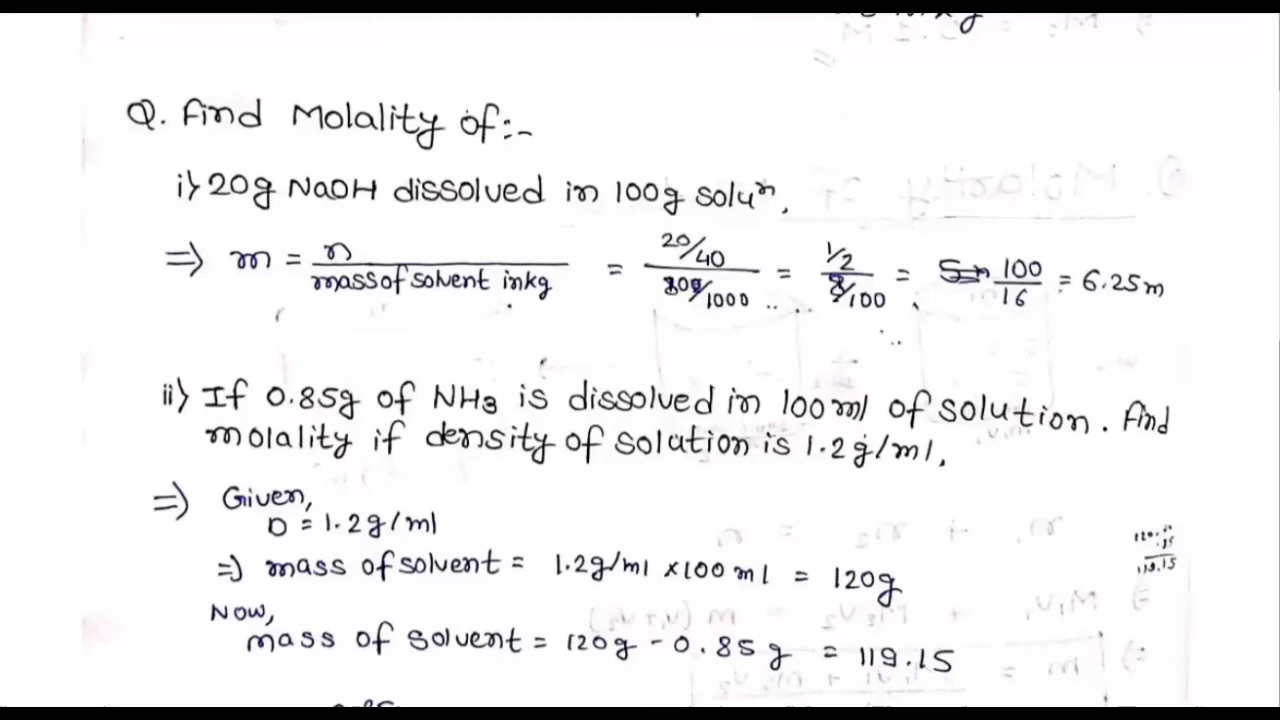 Q. Find Molality of:-
i) 20g NaOH dissolved in 100g soluⁿ.
=> m = n / mass of solvent in kg = 20/40 / 80/1000 = 1/2 / 8/100 = 100/16 = 6.25m
ii) If 0.85g of NH3 is dissolved in 100ml of solution. Find
molality if density of solution is 1.2g/ml.
=> Given,
D = 1.2g/ml
=> mass of solvent = 1.2g/ml × 100ml = 120g
Now,
mass of solvent = 120g - 0.85g = 119.15
119.15